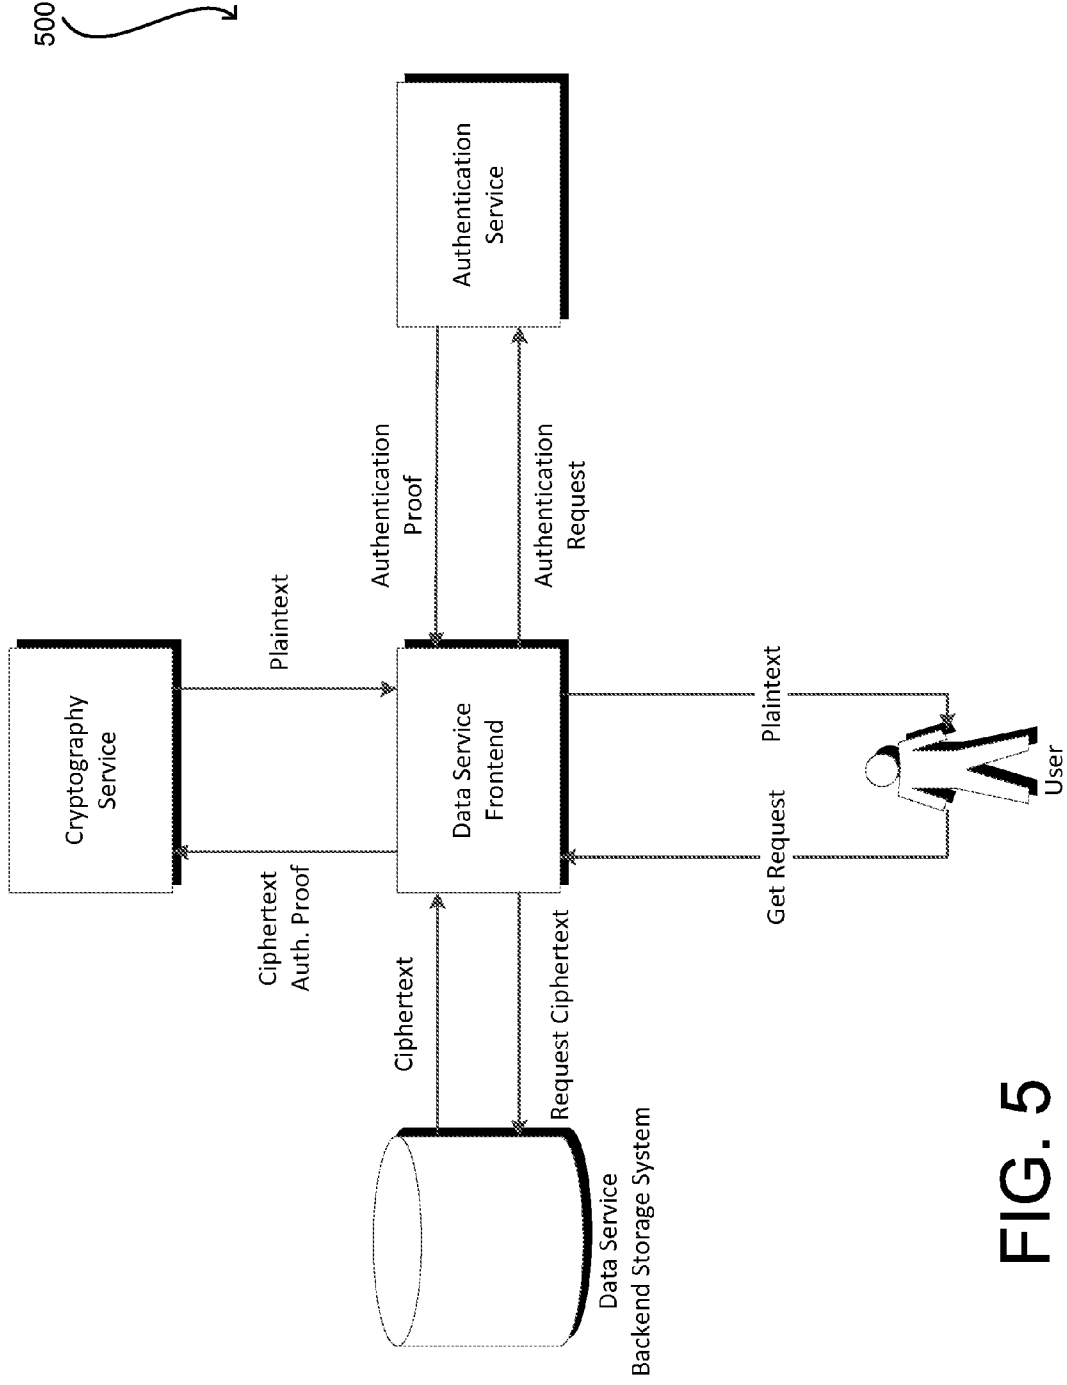 500
Cryptography
Service
Ciphertext
Auth. Proof
Plaintext
Data Service
Backend Storage System
Ciphertext
Request Ciphertext
Data Service
Frontend
Authentication
Proof
Authentication
Request
Authentication
Service
Get Request
Plaintext
User
FIG. 5